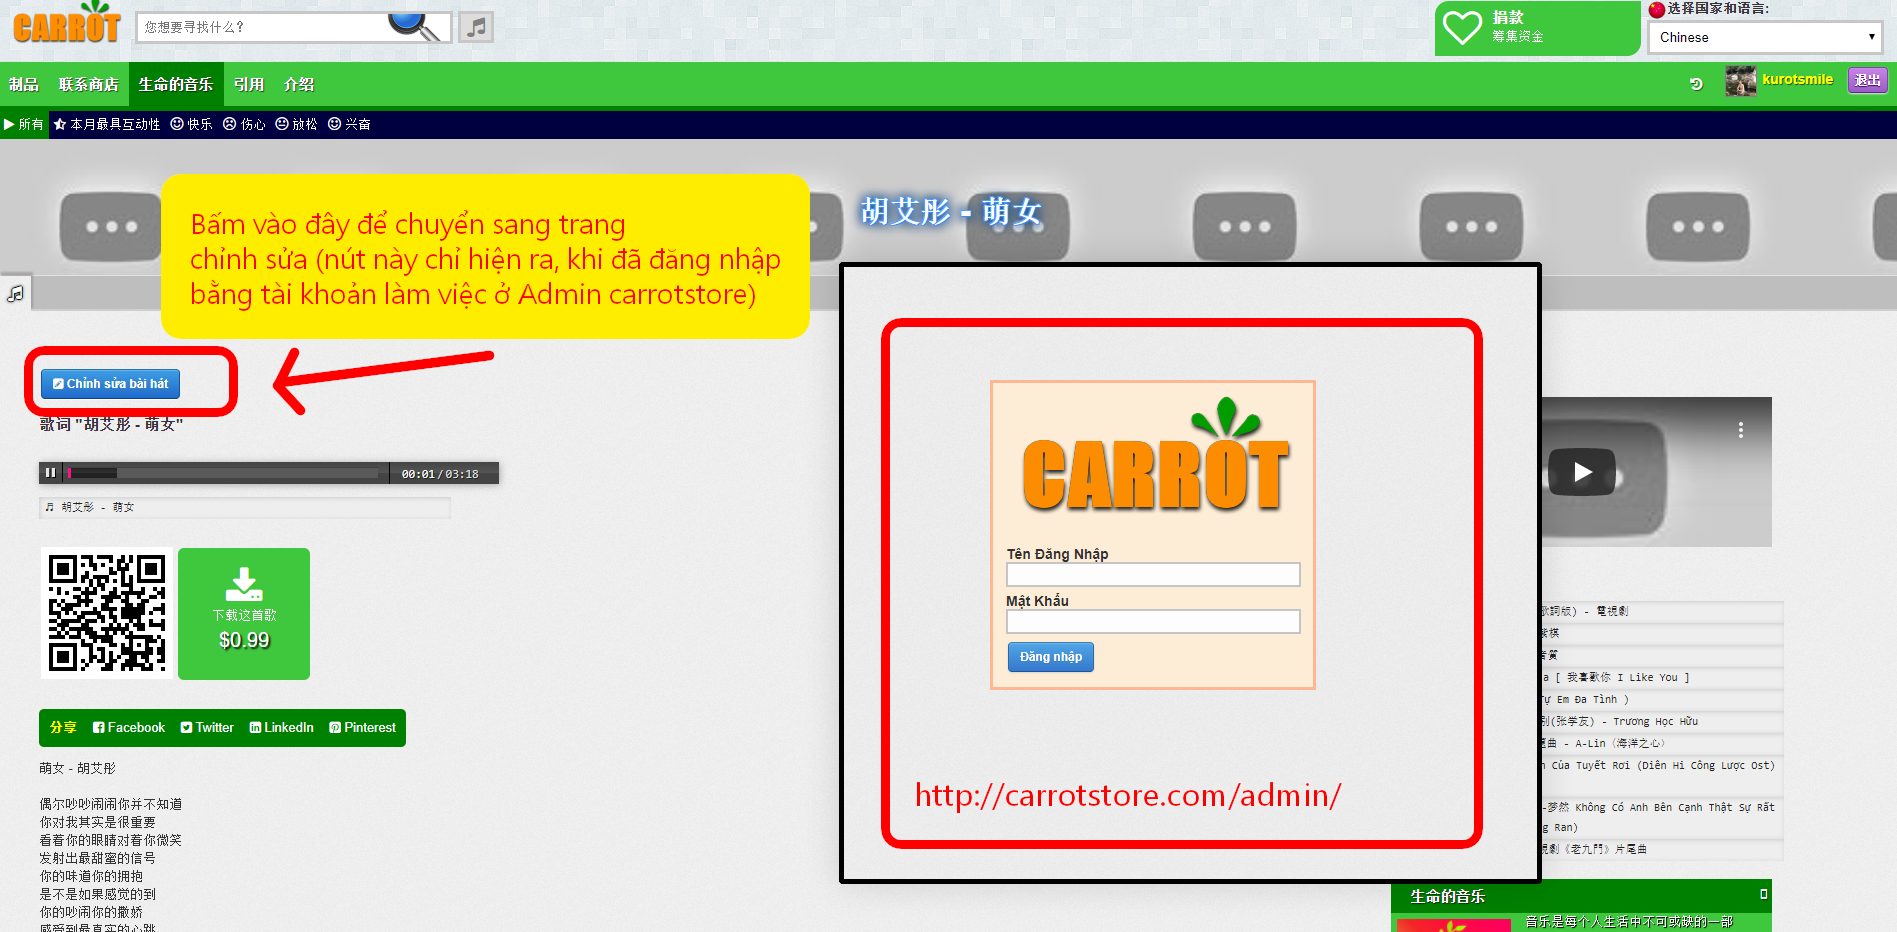 CARROT
您想要寻找什么?
捐款
筹集资金
选择国家和语言:
Chinese
制品 联系商店 生命的音乐 引用 介绍
kurotsmile 退出
所有 本月最具互动性 快乐 伤心 放松 兴奋
胡艾彤 - 萌女
Bấm vào đây để chuyển sang trang
chỉnh sửa (nút này chỉ hiện ra, khi đã đăng nhập
bằng tài khoản làm việc ở Admin carrotstore)
Chỉnh sửa bài hát
歌词 "胡艾彤 - 萌女"
00:01/03:18
胡艾彤 - 萌女
下载这首歌
$0.99
分享 Facebook Twitter LinkedIn Pinterest
萌女 - 胡艾彤
偶尔吵吵闹闹你并不知道
你对我其实是很重要
看着你的眼睛对着你微笑
发射出最甜蜜的信号
你的味道你的拥抱
是不是如果感觉的到
你的吵闹你的撒娇
感受到最真实的心跳
CARROT
Tên Đăng Nhập
Mật Khẩu
Đăng nhập
http://carrotstore.com/admin/
歌詞版) - 電視劇
紫棋
者賓
a [ 我喜歡你 I Like You ]
Tự Em Đa Tình )
别(张学友) - Trương Học Hữu
曲 - A-Lin〈海洋之心〉
Của Tuyết Rơi (Diên Hi Công Lược Ost)
-梦然 Không Có Anh Bên Cạnh Thật Sự Rất
g Ran)
視劇《老九門》片尾曲
生命的音乐
音乐是每个人生活中不可或缺的一部